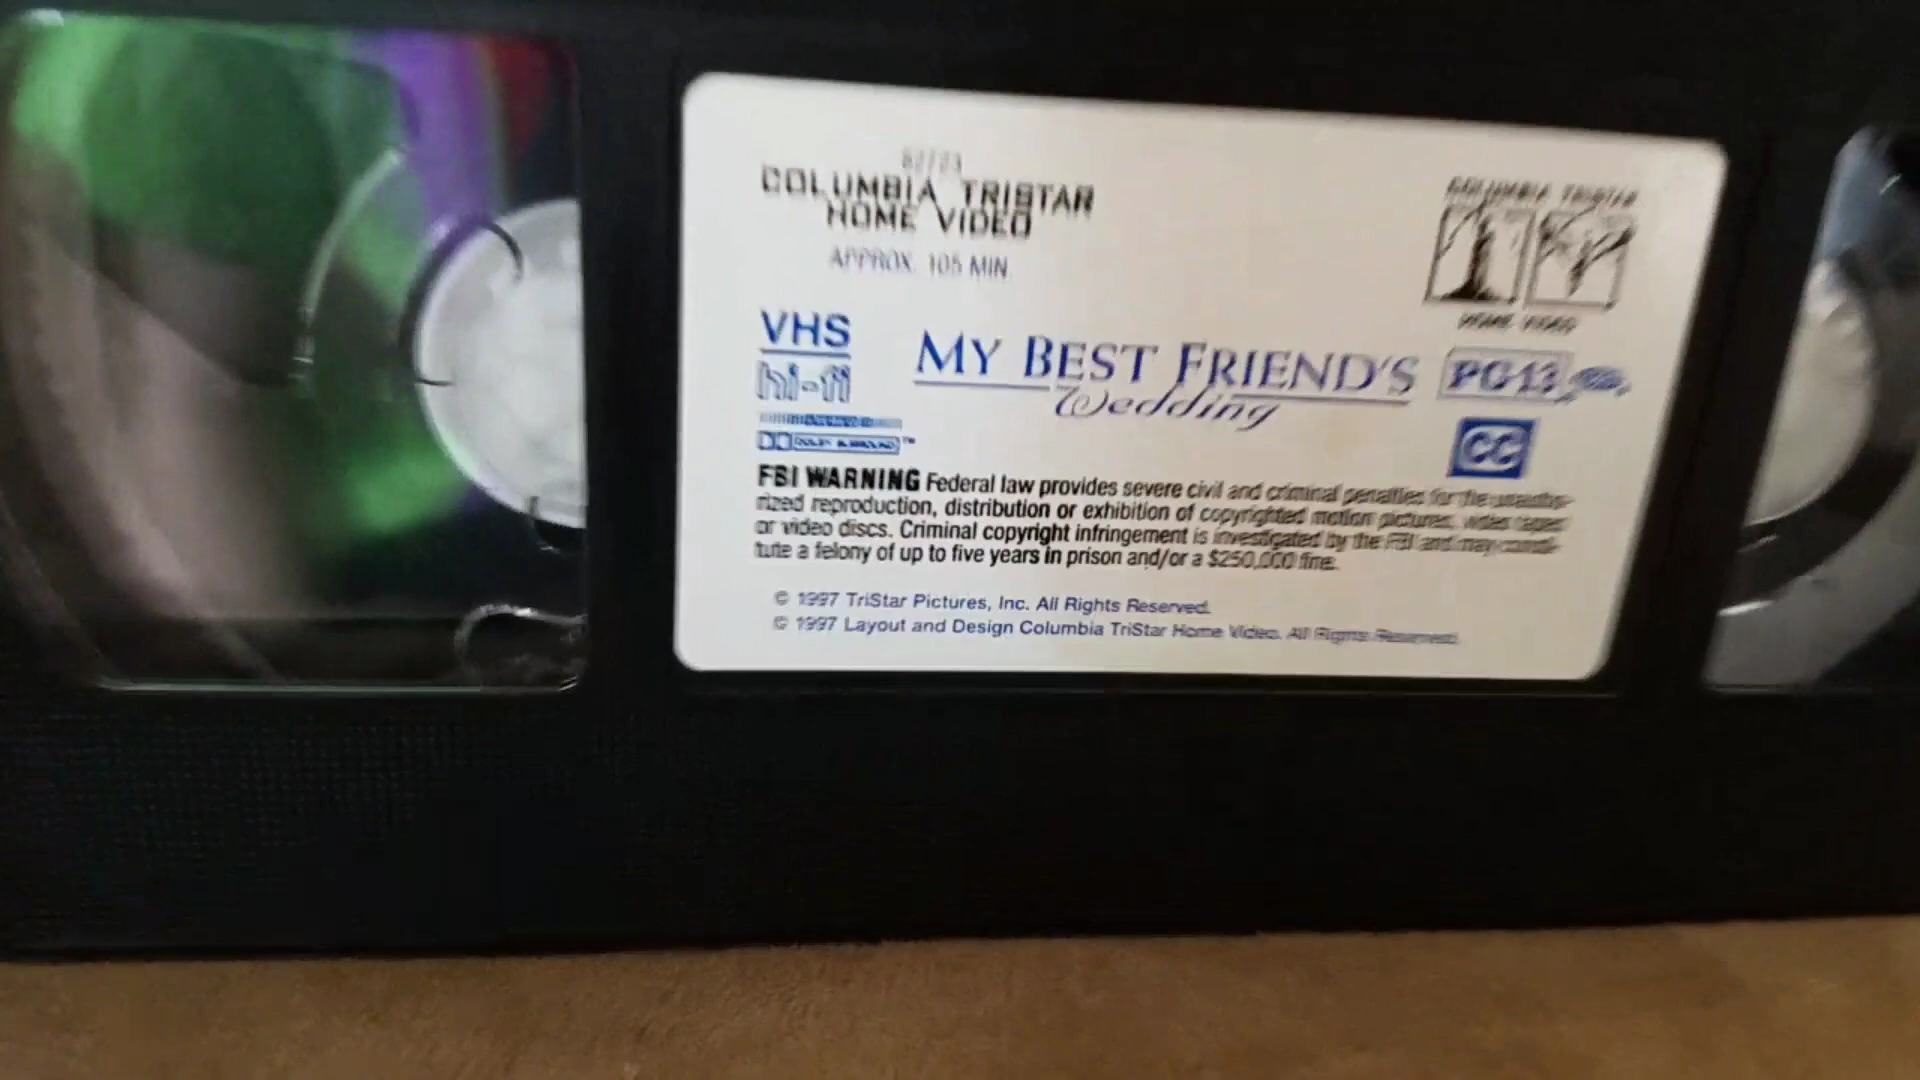 COLUMBIA TRISTAR
HOME VIDEO
APPROX. 105 MIN.
COLUMBIA TRISTAR
HOME VIDEO
VHS
hi-fi
MY BEST FRIEND'S
Wedding
PG-13
CC
FBI WARNING Federal law provides severe civil and criminal penalties for the unautho-
rized reproduction, distribution or exhibition of copyrighted motion pictures, video tapes
or video discs. Criminal copyright infringement is investigated by the FBI and may consti-
tute a felony of up to five years in prison and/or a $250,000 fine.
© 1997 TriStar Pictures, Inc. All Rights Reserved.
© 1997 Layout and Design Columbia TriStar Home Video. All Rights Reserved.